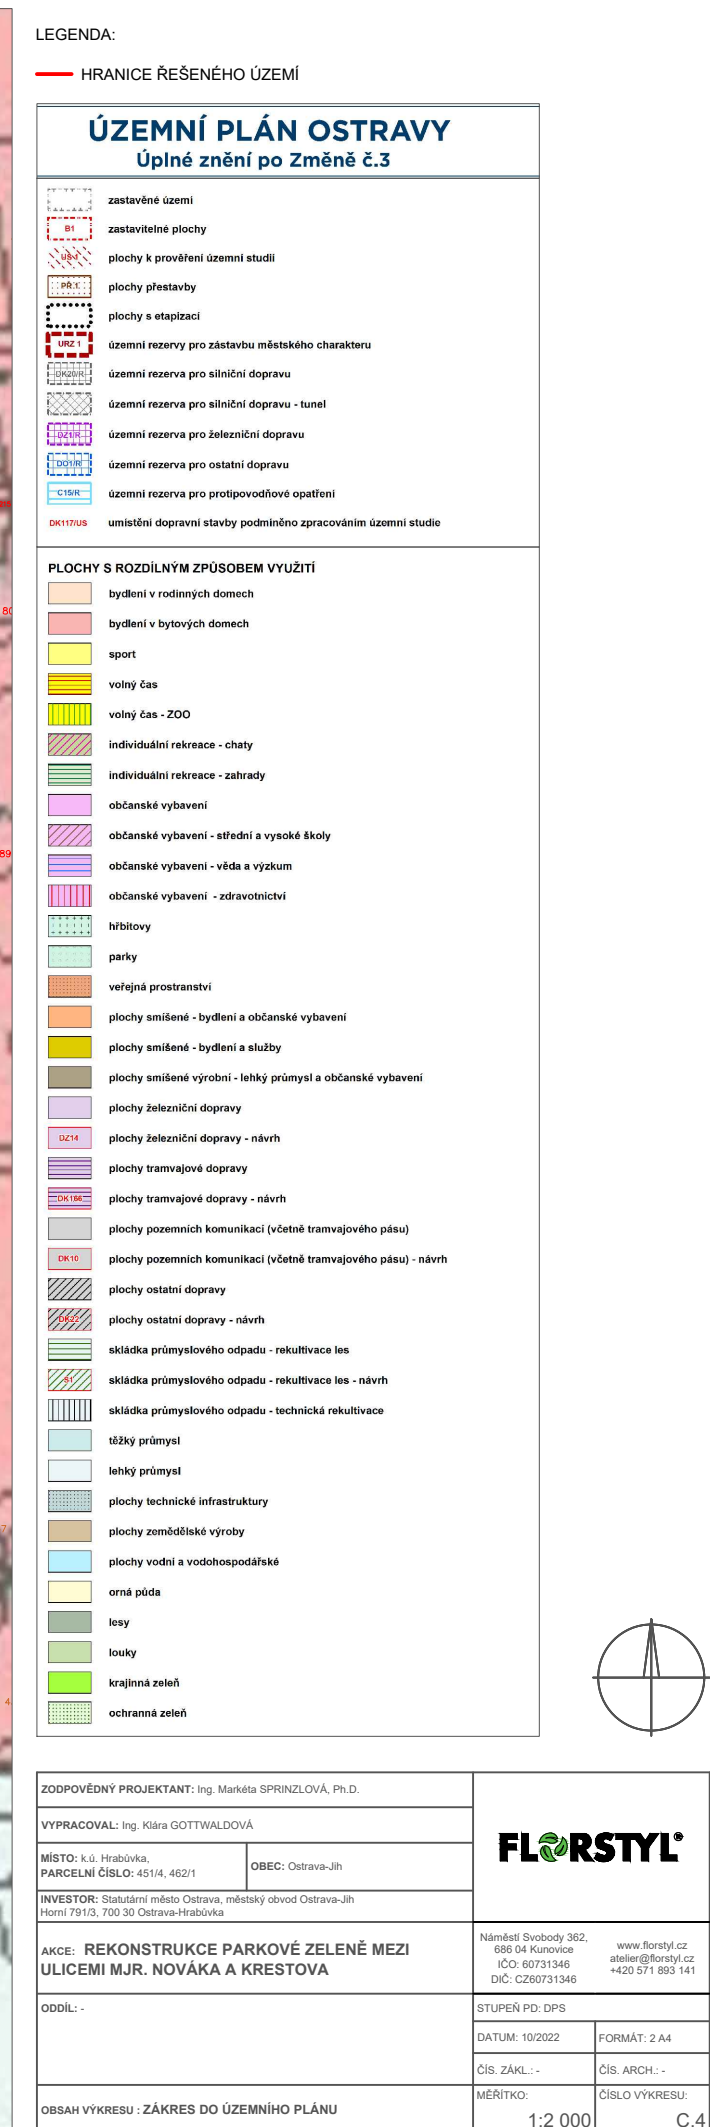 LEGENDA:
HRANICE ŘEŠENÉHO ÚZEMÍ
ÚZEMNÍ PLÁN OSTRAVY
Úplné znění po Změně č.3
zastavěné území
B1 zastavitelné plochy
US 1 plochy k prověření územní studií
PŘ 1 plochy přestavby
plochy s etapizací
URZ 1 územní rezervy pro zástavbu městského charakteru
DK20/R územní rezerva pro silniční dopravu
územní rezerva pro silniční dopravu - tunel
DZ1/R územní rezerva pro železniční dopravu
DO1/R územní rezerva pro ostatní dopravu
C15/R územní rezerva pro protipovodňové opatření
DK117/US umístění dopravní stavby podmíněno zpracováním územní studie
PLOCHY S ROZDÍLNÝM ZPŮSOBEM VYUŽITÍ
bydlení v rodinných domech
80
bydlení v bytových domech
sport
volný čas
volný čas - ZOO
individuální rekreace - chaty
individuální rekreace - zahrady
občanské vybavení
občanské vybavení - střední a vysoké školy
89
občanské vybavení - věda a výzkum
občanské vybavení - zdravotnictví
hřbitovy
parky
veřejná prostranství
plochy smíšené - bydlení a občanské vybavení
plochy smíšené - bydlení a služby
plochy smíšené výrobní - lehký průmysl a občanské vybavení
plochy železniční dopravy
DZ14 plochy železniční dopravy - návrh
plochy tramvajové dopravy
DK166 plochy tramvajové dopravy - návrh
plochy pozemních komunikací (včetně tramvajového pásu)
DK10 plochy pozemních komunikací (včetně tramvajového pásu) - návrh
plochy ostatní dopravy
DK22 plochy ostatní dopravy - návrh
skládka průmyslového odpadu - rekultivace les
S1 skládka průmyslového odpadu - rekultivace les - návrh
skládka průmyslového odpadu - technická rekultivace
těžký průmysl
lehký průmysl
plochy technické infrastruktury
7
plochy zemědělské výroby
plochy vodní a vodohospodářské
orná půda
lesy
louky
krajinná zeleň
4
ochranná zeleň
ZODPOVĚDNÝ PROJEKTANT: Ing. Markéta SPRINZLOVÁ, Ph.D.
VYPRACOVAL: Ing. Klára GOTTWALDOVÁ
MÍSTO: k.ú. Hrabůvka,
PARCELNÍ ČÍSLO: 451/4, 462/1
OBEC: Ostrava-Jih
INVESTOR: Statutární město Ostrava, městský obvod Ostrava-Jih
Horní 791/3, 700 30 Ostrava-Hrabůvka
FLORSTYL®
AKCE: REKONSTRUKCE PARKOVÉ ZELENĚ MEZI
ULICEMI MJR. NOVÁKA A KRESTOVA
Náměstí Svobody 362,
686 04 Kunovice
IČO: 60731346
DIČ: CZ60731346
www.florstyl.cz
atelier@florstyl.cz
+420 571 893 141
ODDÍL: -
STUPEŇ PD: DPS
DATUM: 10/2022
FORMÁT: 2 A4
ČÍS. ZÁKL.: -
ČÍS. ARCH.: -
OBSAH VÝKRESU : ZÁKRES DO ÚZEMNÍHO PLÁNU
MĚŘÍTKO:
1:2 000
ČÍSLO VÝKRESU:
C.4